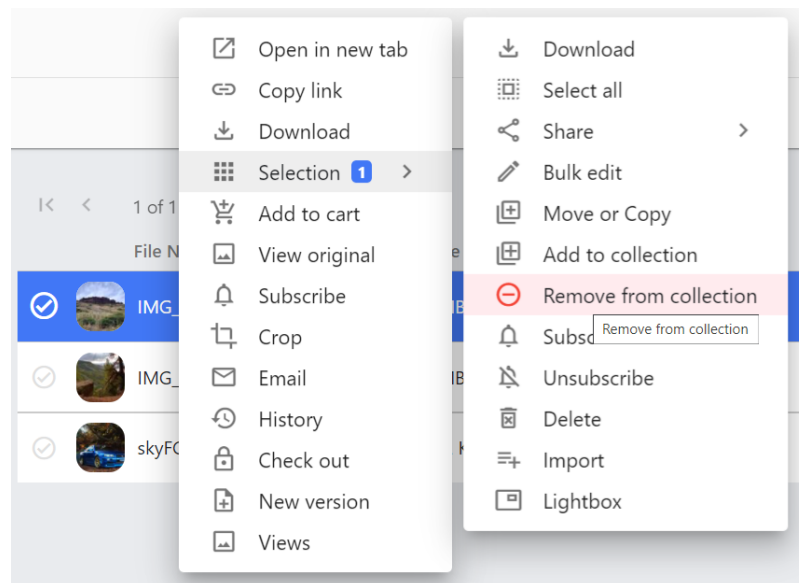 Open in new tab
Copy link
Download
Selection 1
Add to cart
View original
Subscribe
Crop
Email
History
Check out
New version
Views
Download
Select all
Share
Bulk edit
Move or Copy
Add to collection
Remove from collection
Remove from collection
Unsubscribe
Delete
Import
Lightbox
1 of 1
File N
IMG_
IMG_